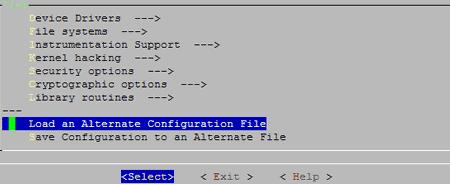 Device Drivers --->
File systems --->
Instrumentation Support --->
Kernel hacking --->
Security options --->
Cryptographic options --->
Library routines --->
---
Load an Alternate Configuration File
Save Configuration to an Alternate File
<Select> < Exit > < Help >